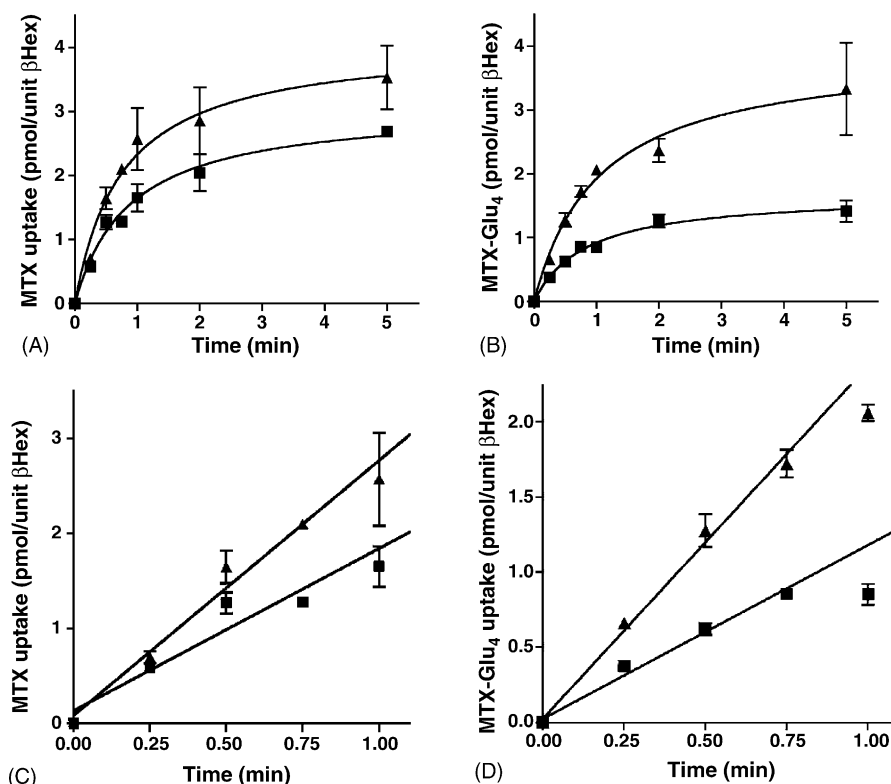 MTX uptake (pmol/unit βHex)
4
3
2
1
0
0 1 2 3 4 5
Time (min)
(A)
MTX-Glu4 (pmol/unit βHex)
4
3
2
1
0
0 1 2 3 4 5
Time (min)
(B)
MTX uptake (pmol/unit βHex)
3
2
1
0
0.00 0.25 0.50 0.75 1.00
Time (min)
(C)
MTX-Glu4 uptake (pmol/unit βHex)
2.0
1.5
1.0
0.5
0.0
0.00 0.25 0.50 0.75 1.00
Time (min)
(D)